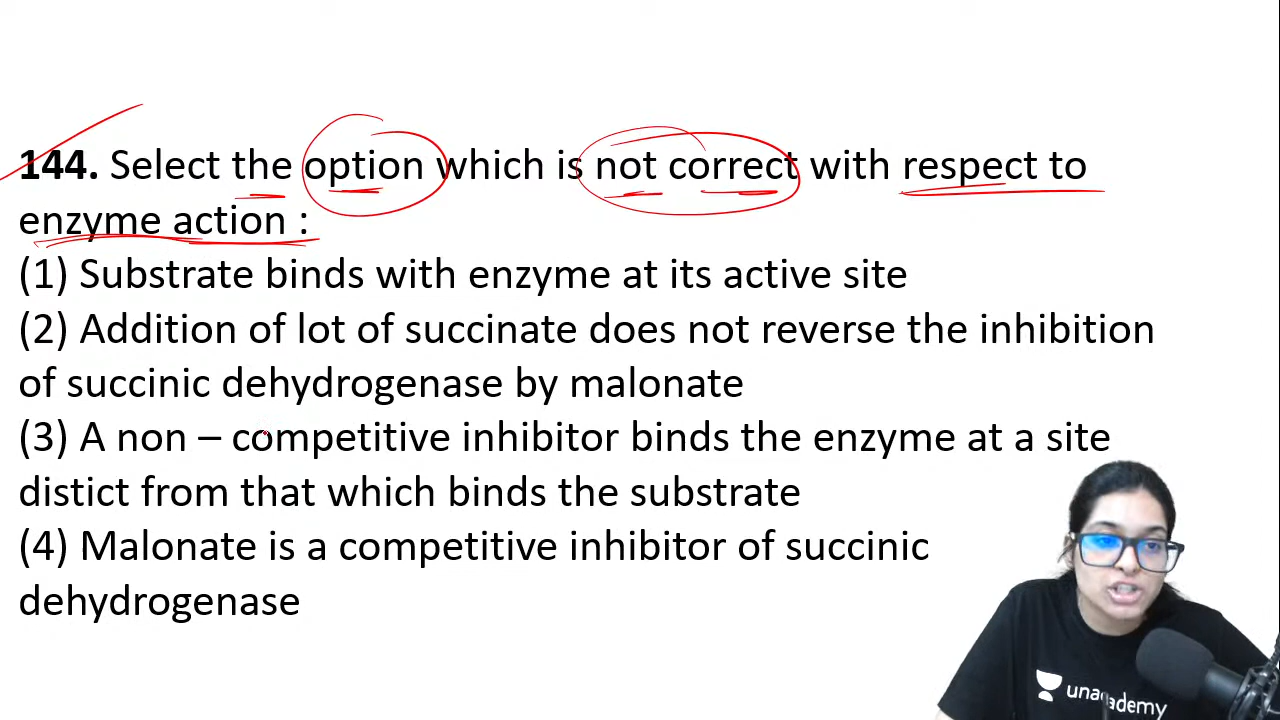 144. Select the option which is not correct with respect to
enzyme action :
(1) Substrate binds with enzyme at its active site
(2) Addition of lot of succinate does not reverse the inhibition
of succinic dehydrogenase by malonate
(3) A non – competitive inhibitor binds the enzyme at a site
distict from that which binds the substrate
(4) Malonate is a competitive inhibitor of succinic
dehydrogenase
unacademy